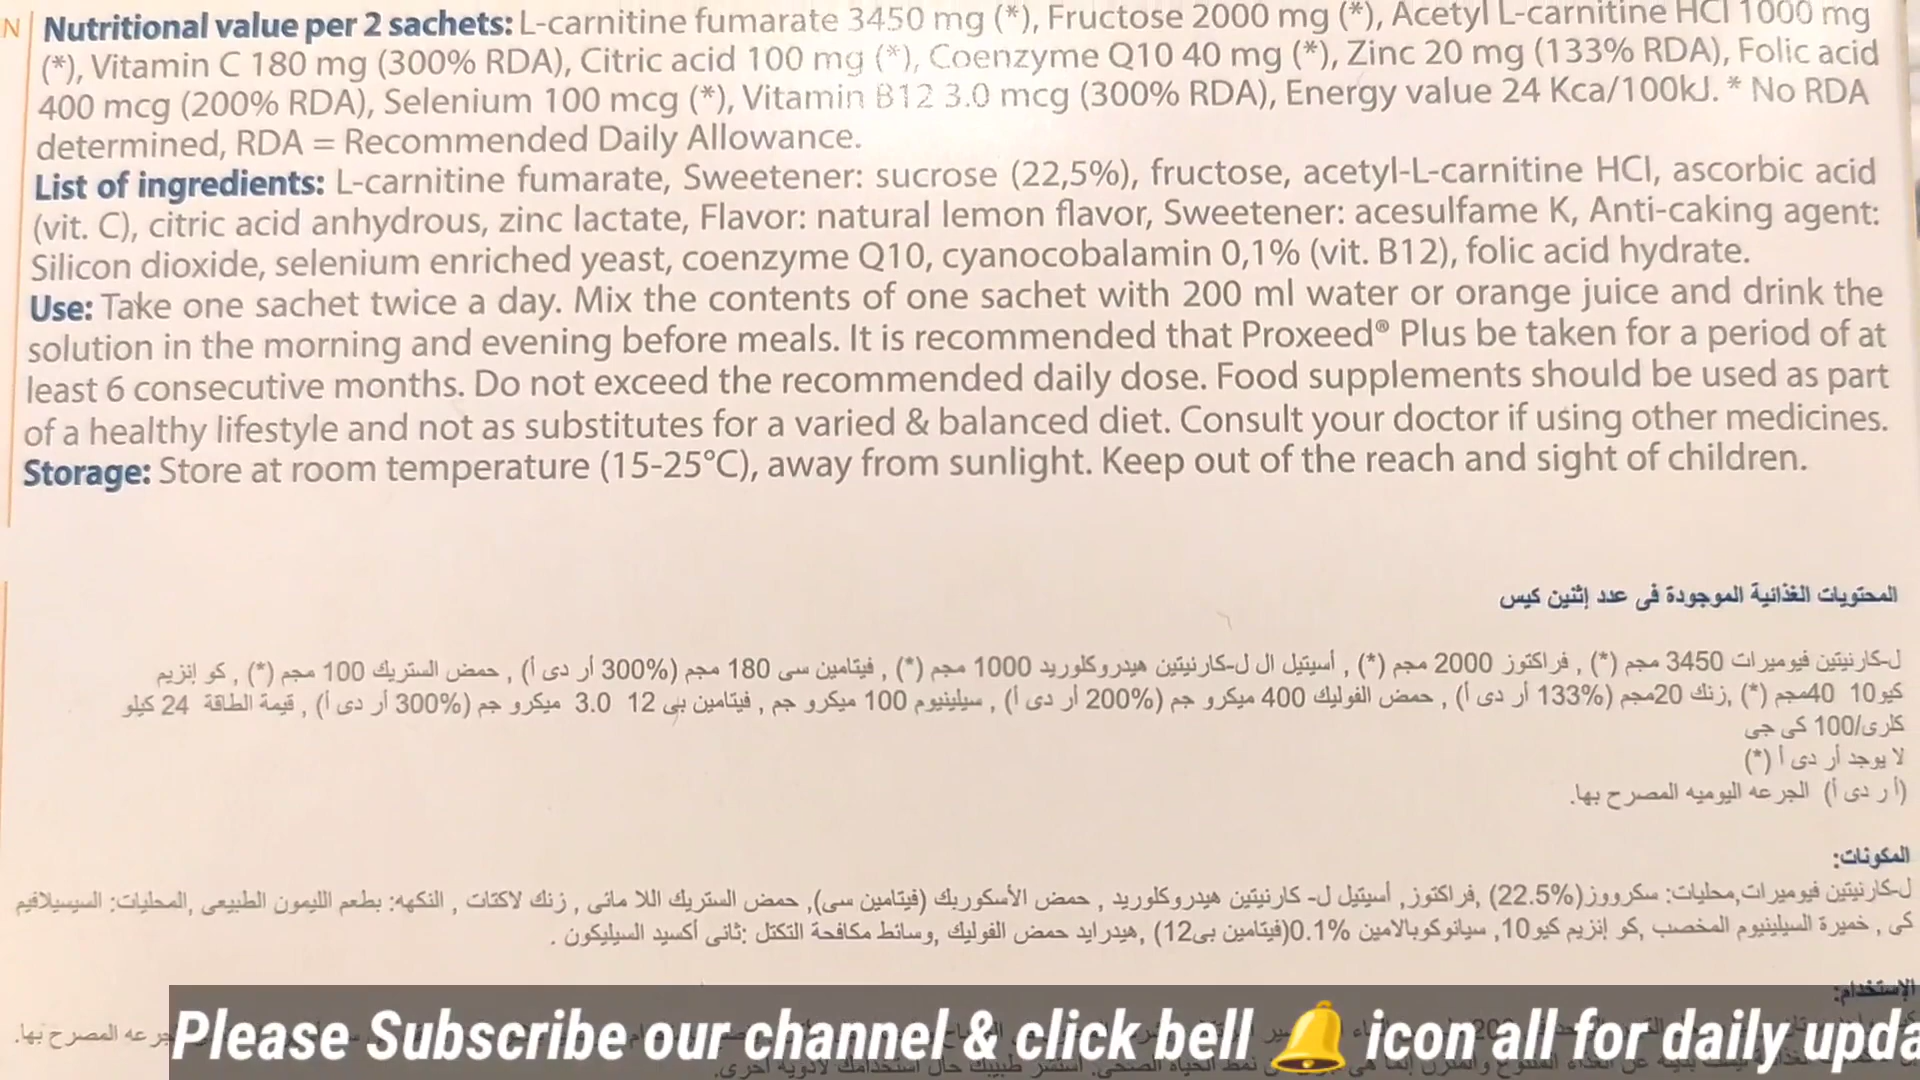 N
Nutritional value per 2 sachets: L-carnitine fumarate 3450 mg (*), Fructose 2000 mg (*), Acetyl L-carnitine HCl 1000 mg
(*), Vitamin C 180 mg (300% RDA), Citric acid 100 mg (*), Coenzyme Q10 40 mg (*), Zinc 20 mg (133% RDA), Folic acid
400 mcg (200% RDA), Selenium 100 mcg (*), Vitamin B12 3.0 mcg (300% RDA), Energy value 24 Kca/100kJ. * No RDA
determined, RDA = Recommended Daily Allowance.
List of ingredients: L-carnitine fumarate, Sweetener: sucrose (22,5%), fructose, acetyl-L-carnitine HCl, ascorbic acid
(vit. C), citric acid anhydrous, zinc lactate, Flavor: natural lemon flavor, Sweetener: acesulfame K, Anti-caking agent:
Silicon dioxide, selenium enriched yeast, coenzyme Q10, cyanocobalamin 0,1% (vit. B12), folic acid hydrate.
Use: Take one sachet twice a day. Mix the contents of one sachet with 200 ml water or orange juice and drink the
solution in the morning and evening before meals. It is recommended that Proxeed® Plus be taken for a period of at
least 6 consecutive months. Do not exceed the recommended daily dose. Food supplements should be used as part
of a healthy lifestyle and not as substitutes for a varied & balanced diet. Consult your doctor if using other medicines.
Storage: Store at room temperature (15-25°C), away from sunlight. Keep out of the reach and sight of children.
المحتويات الغذائية الموجودة فى عدد إثنين كيس
ل-كارنيتين فيوميرات 3450 مجم (*) , فراكتوز 2000 مجم (*) , أسيتيل ال ل-كارنيتين هيدروكلوريد 1000 مجم (*) , فيتامين سى 180 مجم (300% أر دى أ) , حمض الستريك 100 مجم (*) , كو إنزيم
كيو10 40مجم (*) ,زنك 20مجم (133% أر دى أ) , حمض الفوليك 400 ميكرو جم (200% أر دى أ) , سيلينيوم 100 ميكرو جم , فيتامين بى 12 3.0 ميكرو جم (300% أر دى أ) , قيمة الطاقة 24 كيلو
كلرى/100 كى جى
لا يوجد أر دى أ (*)
(أ ر دى أ) الجرعه اليوميه المصرح بها.
المكونات:
ل-كارنيتين فيوميرات,محليات: سكرووز(22.5%) ,فراكتوز, أسيتيل ل- كارنيتين هيدروكلوريد , حمض الأسكوربك (فيتامين سى), حمض الستريك اللا مائى , زنك لاكتات , النكهه: بطعم الليمون الطبيعى ,المحليات: السيسيلافيم
كى , خميرة السيلينيوم المخصب ,كو إنزيم كيو10, سيانوكوبالامين 0.1%(فيتامين بى12) ,هيدرايد حمض الفوليك ,وسائط مكافحة التكتل :ثانى أكسيد السيليكون .
الإستخدام:
الجرعه المصرح بها.
نمط الحياة الصحى. استشر طبيبك حال استخدامك لأدوية أخرى.
Please Subscribe our channel & click bell 🔔 icon all for daily upda